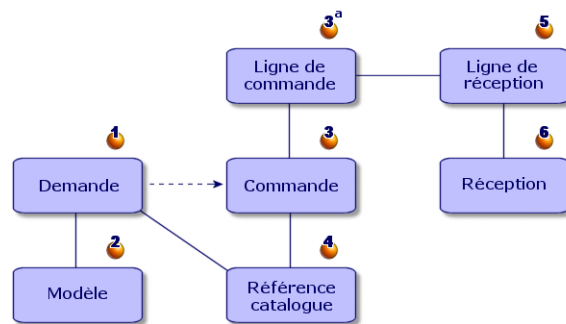 3a
5
Ligne de
commande
Ligne de
réception
1
3
6
Demande
Commande
Réception
2
4
Modèle
Référence
catalogue